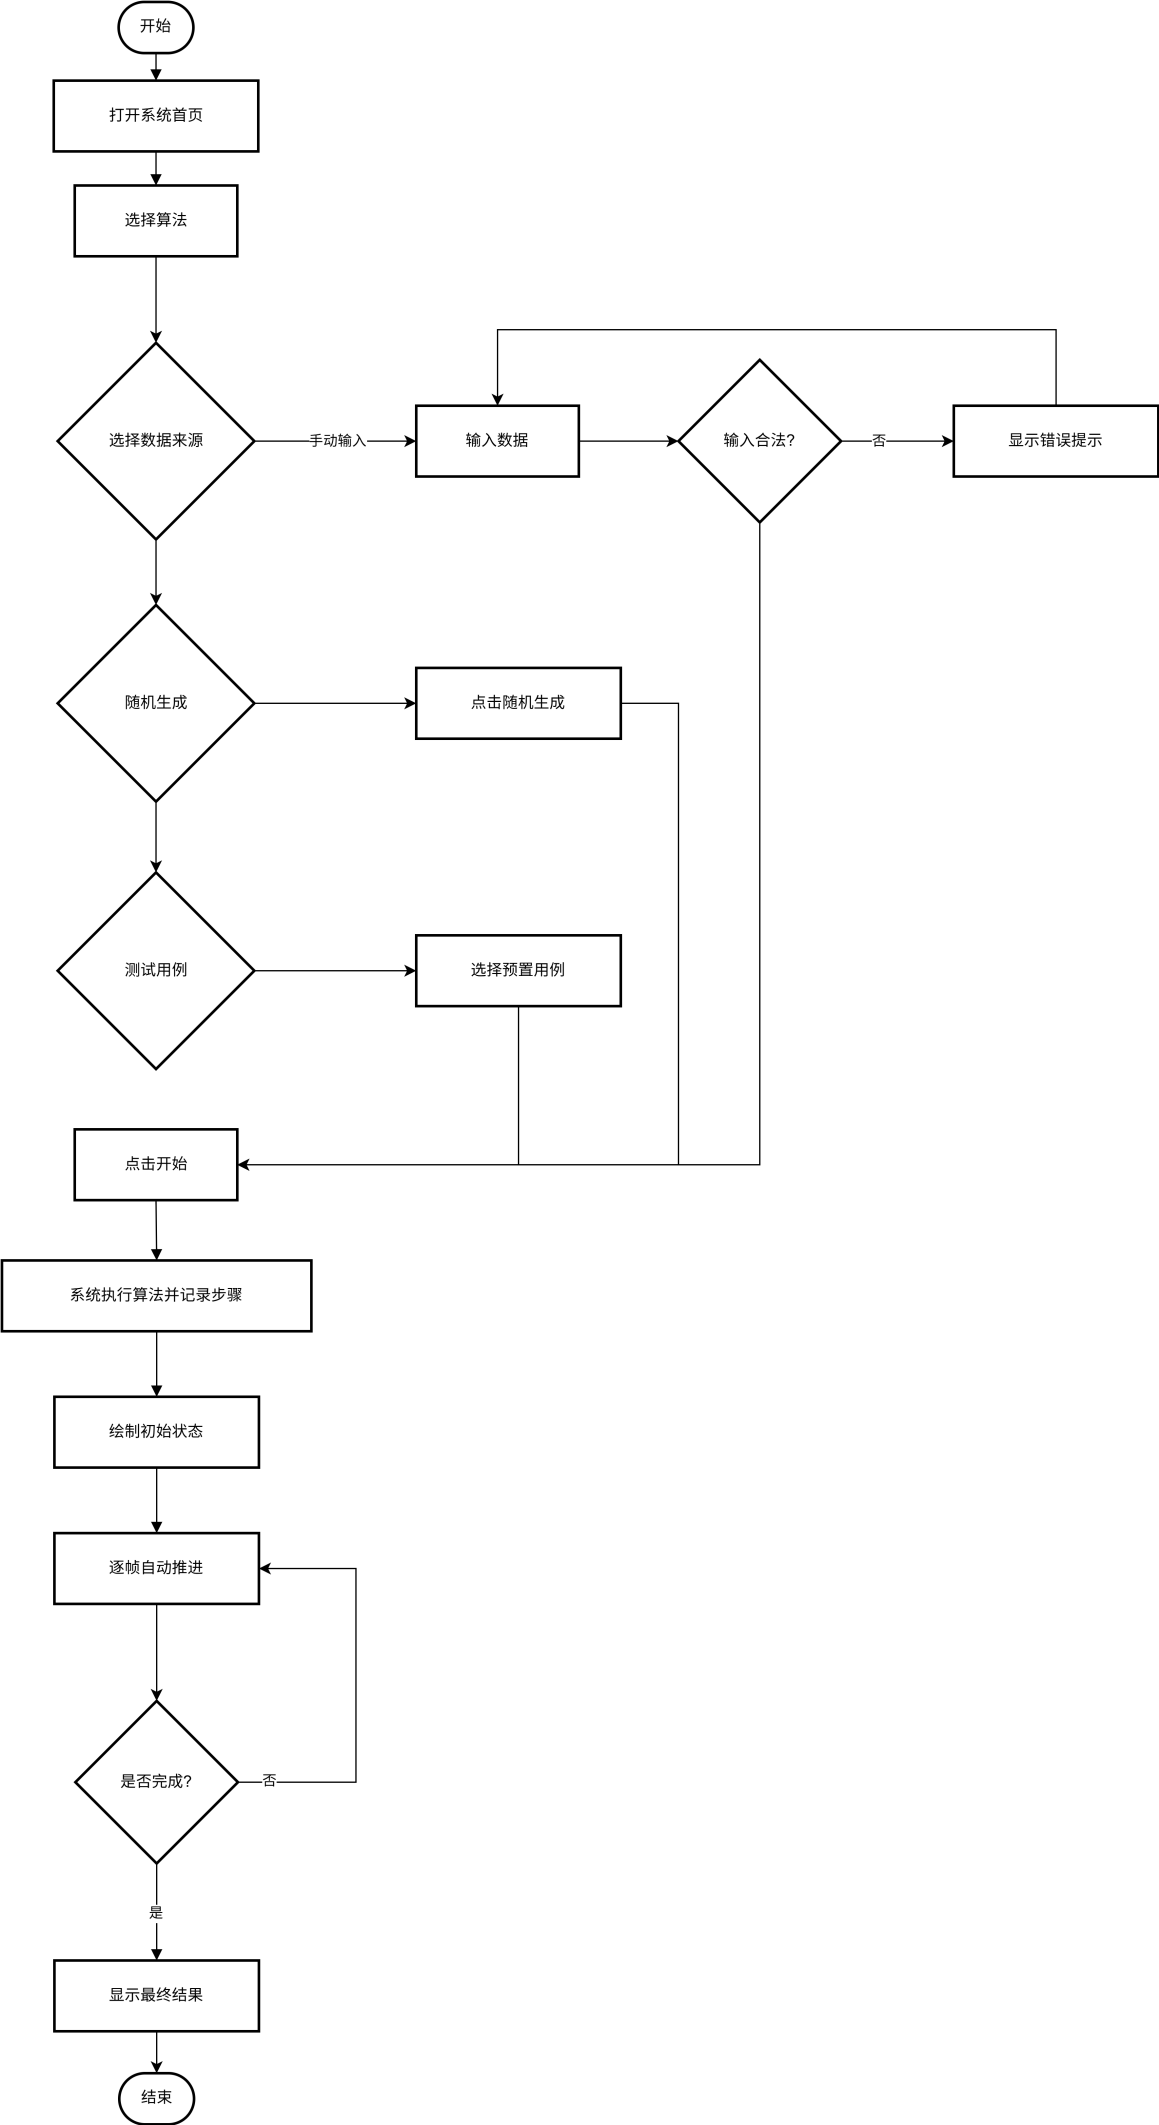 开始
打开系统首页
选择算法
选择数据来源
手动输入
输入数据
输入合法?
否
显示错误提示
随机生成
点击随机生成
测试用例
选择预置用例
点击开始
系统执行算法并记录步骤
绘制初始状态
逐帧自动推进
是否完成?
否
是
显示最终结果
结束